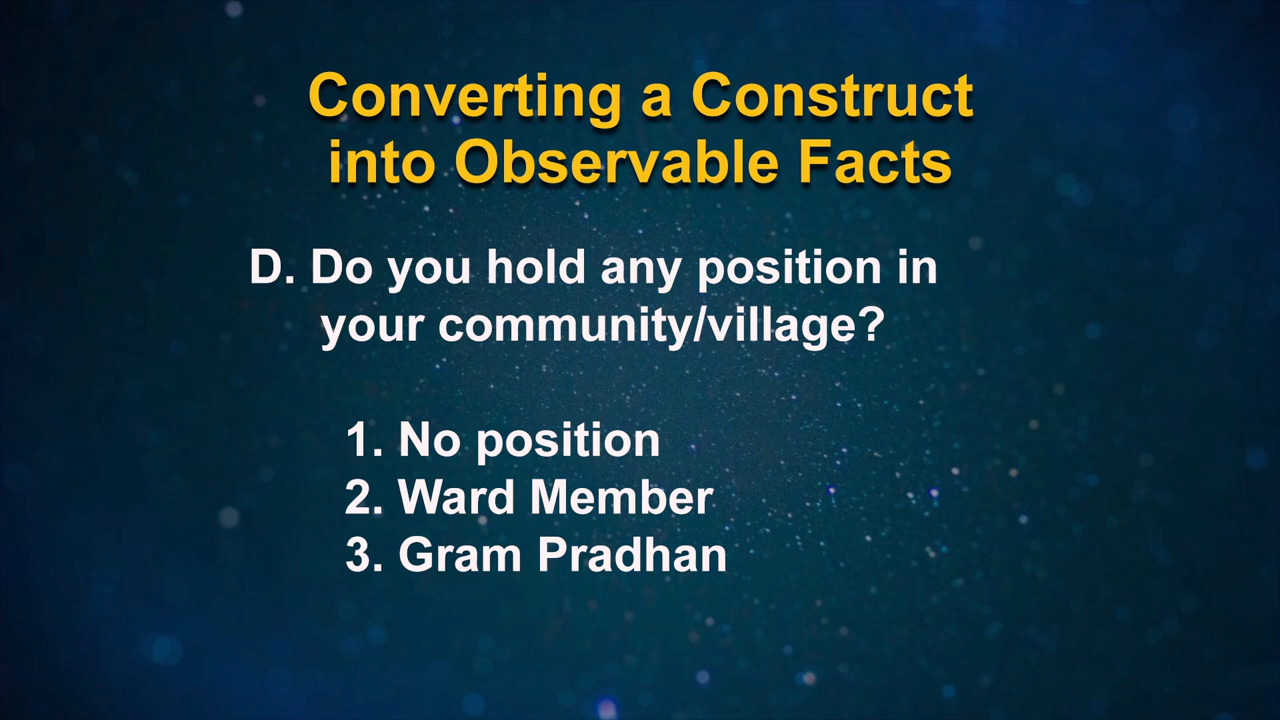 Converting a Construct
into Observable Facts
D. Do you hold any position in
your community/village?
1. No position
2. Ward Member
3. Gram Pradhan